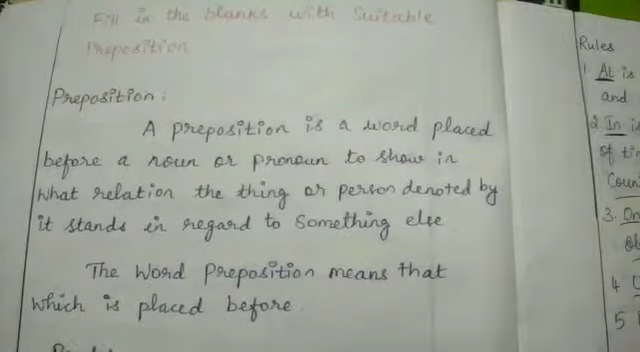 Fill in the blanks with Suitable
Preposition
Preposition:
A preposition is a word placed
before a noun or pronoun to show in
what relation the thing or person denoted by
it stands in regard to Something else
The Word Preposition means that
which is placed before.
Rules
1. At is
and
2 In
of
3. On
4
5